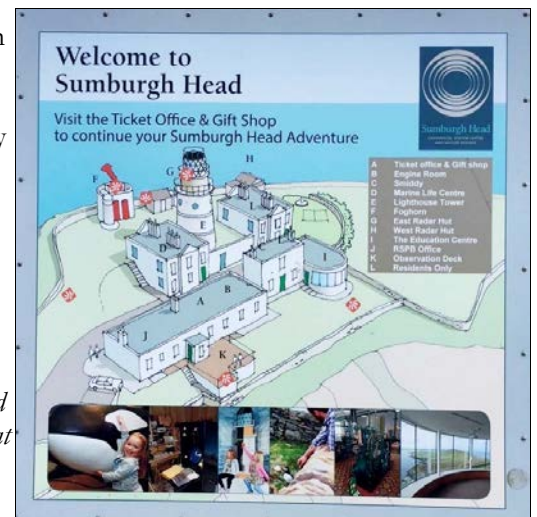 Welcome to
Sumburgh Head
Visit the Ticket Office & Gift Shop
to continue your Sumburgh Head Adventure
Sumburgh Head
A Ticket office & Gift shop
B Engine Room
C Smiddy
D Marine Life Centre
E Lighthouse Tower
F Foghorn
G East Radar Hut
H West Radar Hut
I The Education Centre
J RSPB Office
K Observation Deck
L Residents Only
H
G
F
E
D
I
B
A
J
K